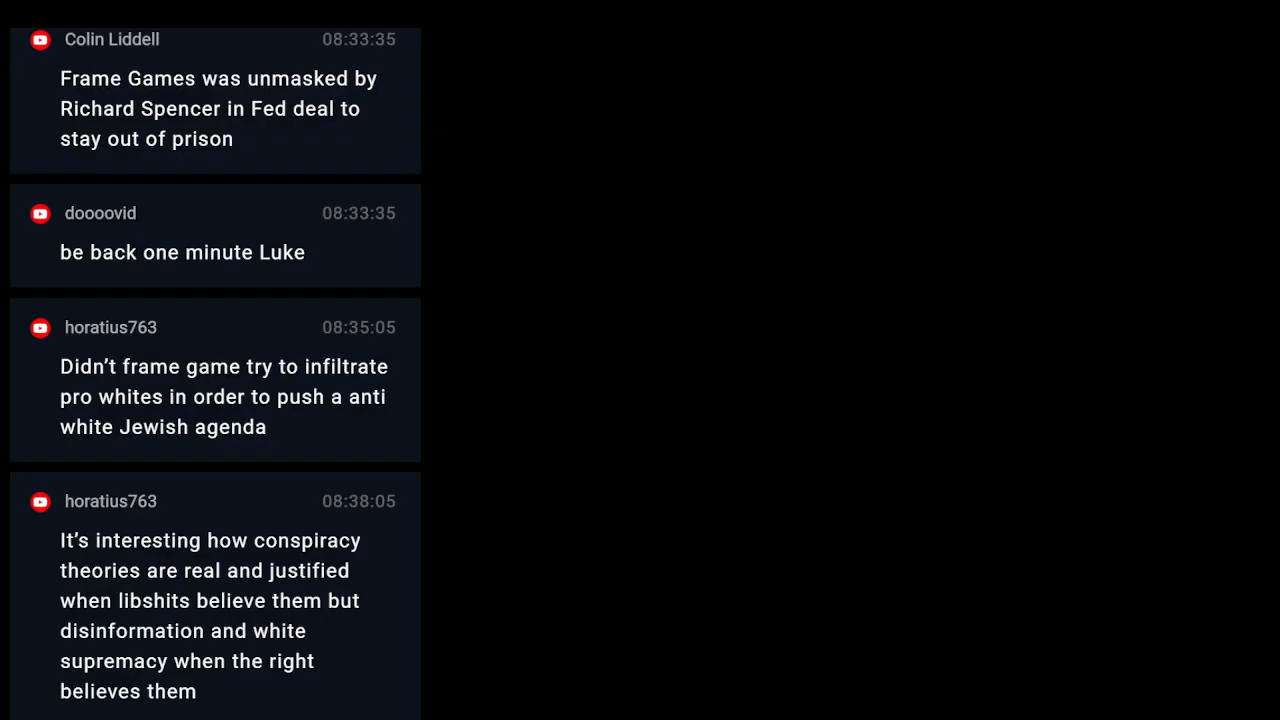 Colin Liddell 08:33:35
Frame Games was unmasked by
Richard Spencer in Fed deal to
stay out of prison
doooovid 08:33:35
be back one minute Luke
horatius763 08:35:05
Didn’t frame game try to infiltrate
pro whites in order to push a anti
white Jewish agenda
horatius763 08:38:05
It’s interesting how conspiracy
theories are real and justified
when libshits believe them but
disinformation and white
supremacy when the right
believes them